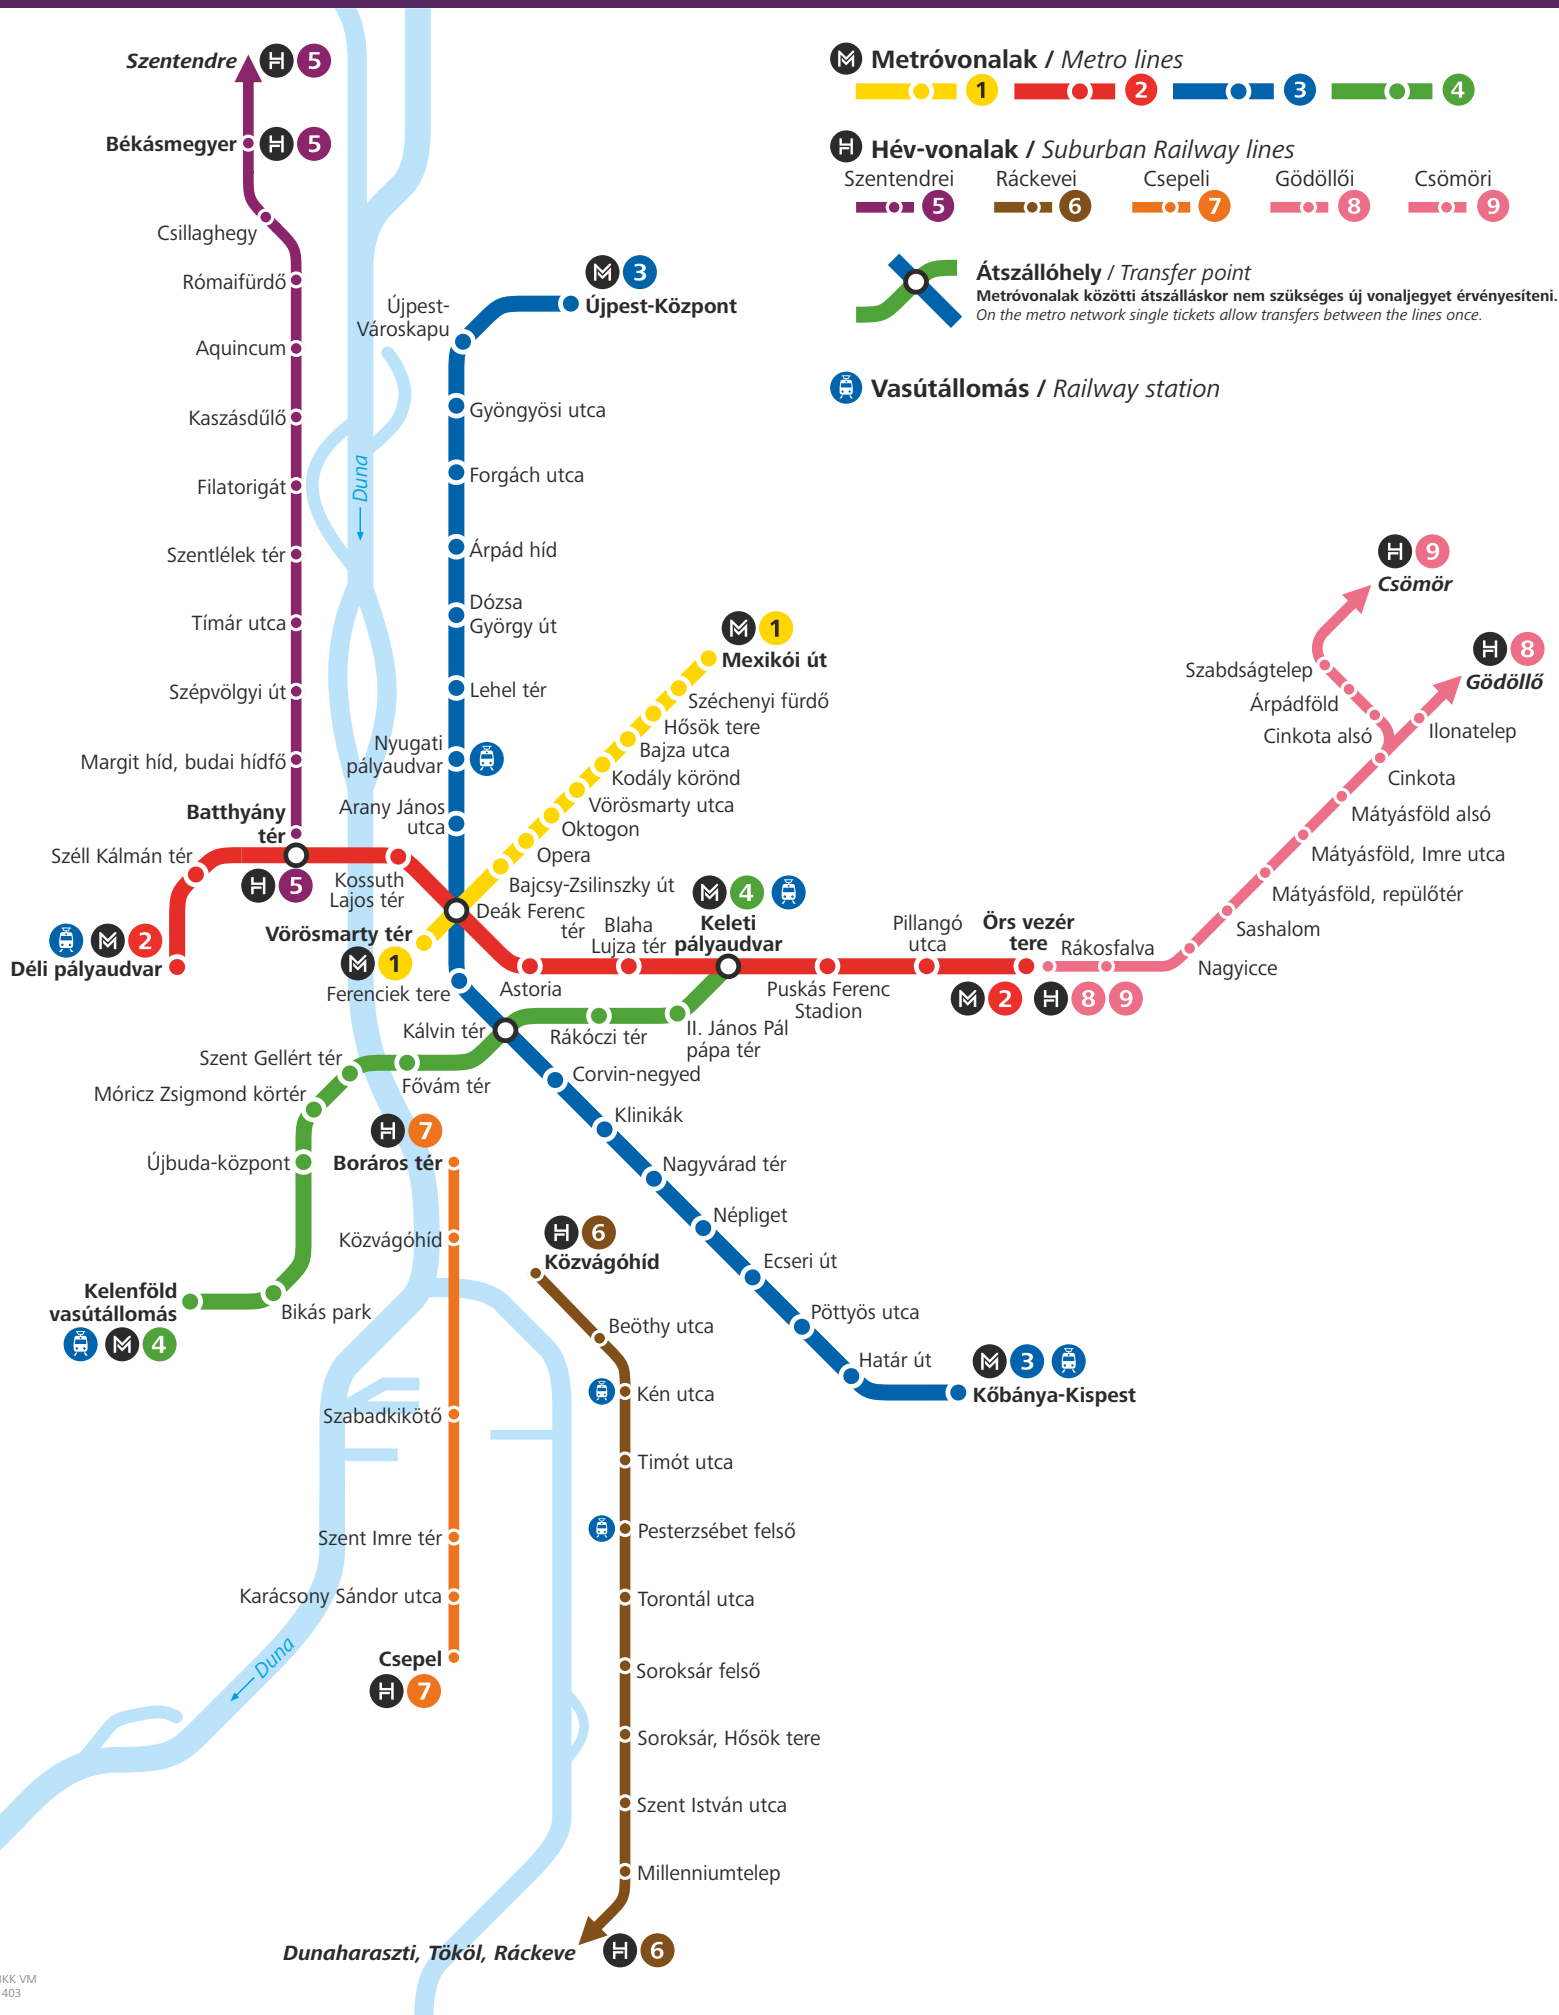 Szentendre
5
Békásmegyer
5
Csillaghegy
Rómaifürdő
Aquincum
Kaszásdűlő
Filatorigát
Szentlélek tér
Tímár utca
Szépvölgyi út
Margit híd, budai hídfő
Batthyány
tér
5
Metróvonalak / Metro lines
1
2
3
4
Hév-vonalak / Suburban Railway lines
Szentendrei
Ráckevei
Csepeli
Gödöllői
Csömöri
5
6
7
8
9
Átszállóhely / Transfer point
Metróvonalak közötti átszálláskor nem szükséges új vonaljegyet érvényesíteni.
On the metro network single tickets allow transfers between the lines once.
Vasútállomás / Railway station
3
Újpest-Központ
Újpest-
Városkapu
Gyöngyösi utca
Forgách utca
Árpád híd
Dózsa
György út
Lehel tér
Nyugati
pályaudvar
Arany János
utca
Duna
1
Mexikói út
Széchenyi fürdő
Hősök tere
Bajza utca
Kodály körönd
Vörösmarty utca
Oktogon
Opera
Bajcsy-Zsilinszky út
Deák Ferenc
tér
Vörösmarty tér
1
Széll Kálmán tér
2
Déli pályaudvar
Kossuth
Lajos tér
Astoria
Blaha
Lujza tér
4
Keleti
pályaudvar
Puskás Ferenc
Stadion
Pillangó
utca
Örs vezér
tere
2
8
9
Rákosfalva
Nagyicce
Sashalom
Mátyásföld, repülőtér
Mátyásföld, Imre utca
Mátyásföld alsó
Cinkota
Ilonatelep
8
Gödöllő
Cinkota alsó
Árpádföld
Szabdságtelep
9
Csömör
Ferenciek tere
Kálvin tér
Rákóczi tér
II. János Pál
pápa tér
Fővám tér
Szent Gellért tér
Móricz Zsigmond körtér
Újbuda-központ
Bikás park
Kelenföld
vasútállomás
4
Corvin-negyed
Klinikák
Nagyvárad tér
Népliget
Ecseri út
Pöttyös utca
Határ út
3
Kőbánya-Kispest
7
Boráros tér
Közvágóhíd
Szabadkikötő
Szent Imre tér
Karácsony Sándor utca
Csepel
7
Duna
6
Közvágóhíd
Beöthy utca
Kén utca
Timót utca
Pesterzsébet felső
Torontál utca
Soroksár felső
Soroksár, Hősök tere
Szent István utca
Millenniumtelep
Dunaharaszti, Tököl, Ráckeve
6
VM
403